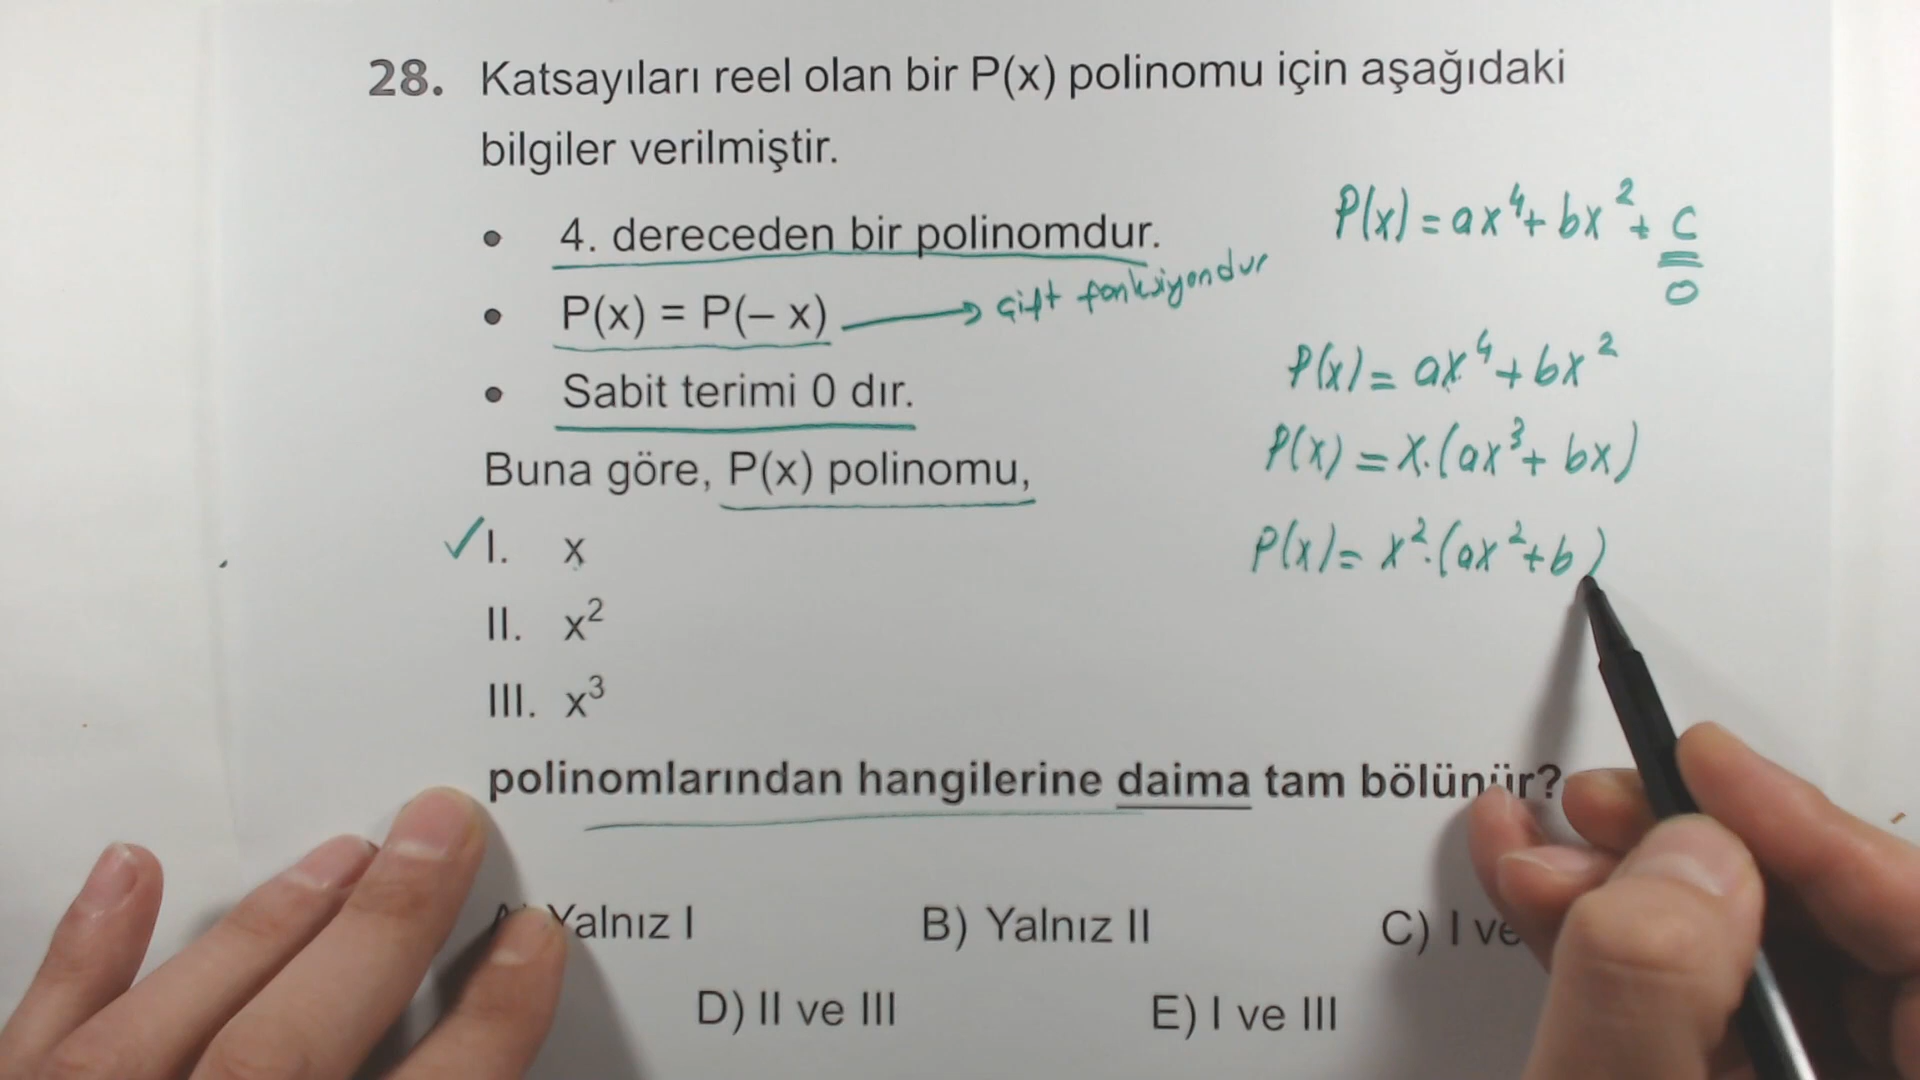 28. Katsayıları reel olan bir P(x) polinomu için aşağıdaki
bilgiler verilmiştir.
• 4. dereceden bir polinomdur.
• P(x) = P(– x) → çift fonksiyondur
• Sabit terimi 0 dır.
Buna göre, P(x) polinomu,
✓ I. x
II. x²
III. x³
polinomlarından hangilerine daima tam bölünür?
Yalnız I
B) Yalnız II
C) I ve
D) II ve III
E) I ve III
P(x) = ax⁴ + bx² + c
0
P(x) = ax⁴ + bx²
P(x) = x.(ax³ + bx)
P(x) = x².(ax² + b)